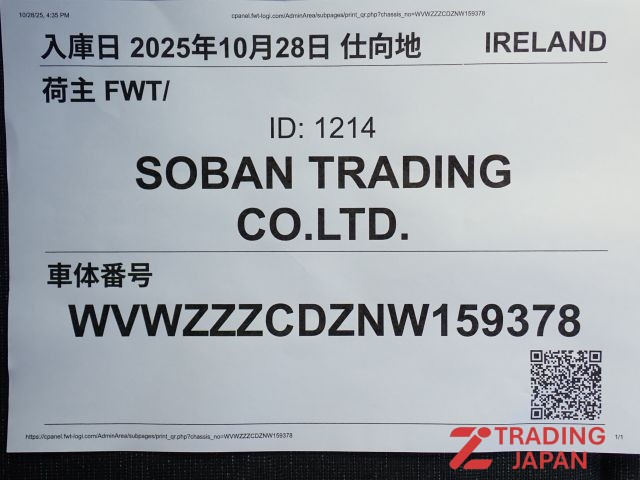 10/28/25, 4:35 PM cpanel.fwt-logi.com/AdminArea/subpages/print_qr.php?chassis_no=WVWZZZCDZNW159378
入庫日 2025年10月28日 仕向地 IRELAND
荷主 FWT/
ID: 1214
SOBAN TRADING
CO.LTD.
車体番号
WVWZZZCDZNW159378
https://cpanel.fwt-logi.com/AdminArea/subpages/print_qr.php?chassis_no=WVWZZZCDZNW159378 1/1
TRADING
JAPAN